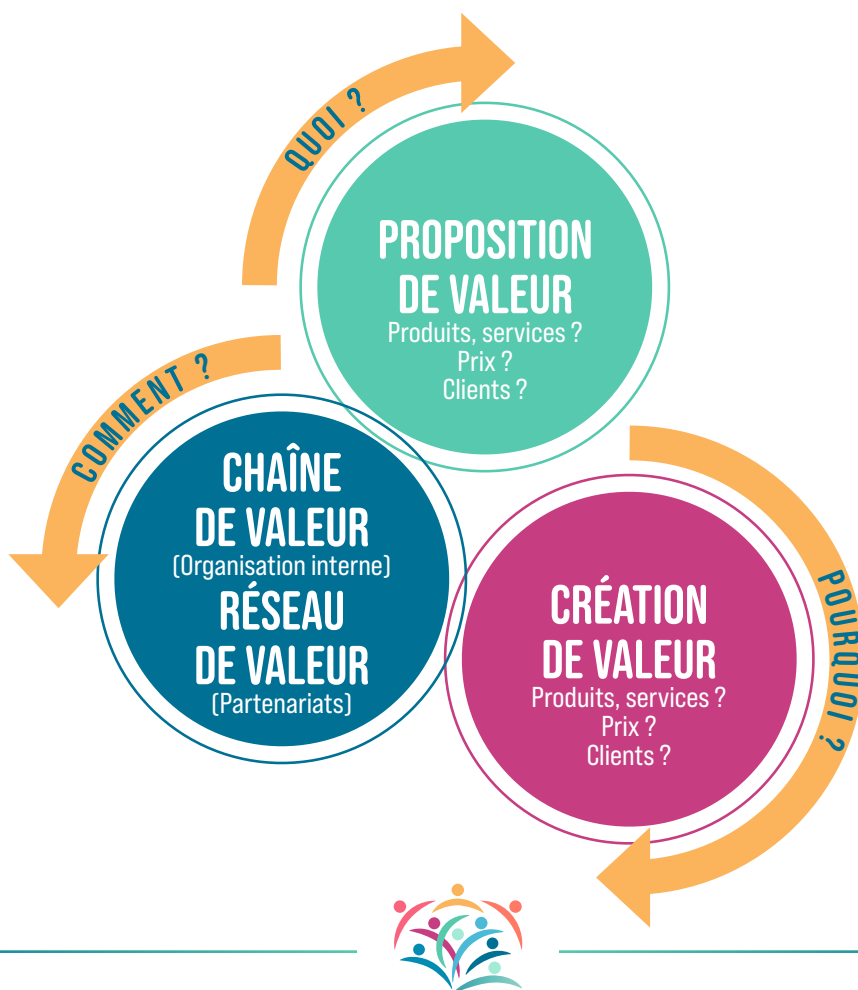 QUOI ?
PROPOSITION
DE VALEUR
Produits, services ?
Prix ?
Clients ?
COMMENT ?
CHAÎNE
DE VALEUR
(Organisation interne)
RÉSEAU
DE VALEUR
(Partenariats)
POURQUOI ?
CRÉATION
DE VALEUR
Produits, services ?
Prix ?
Clients ?